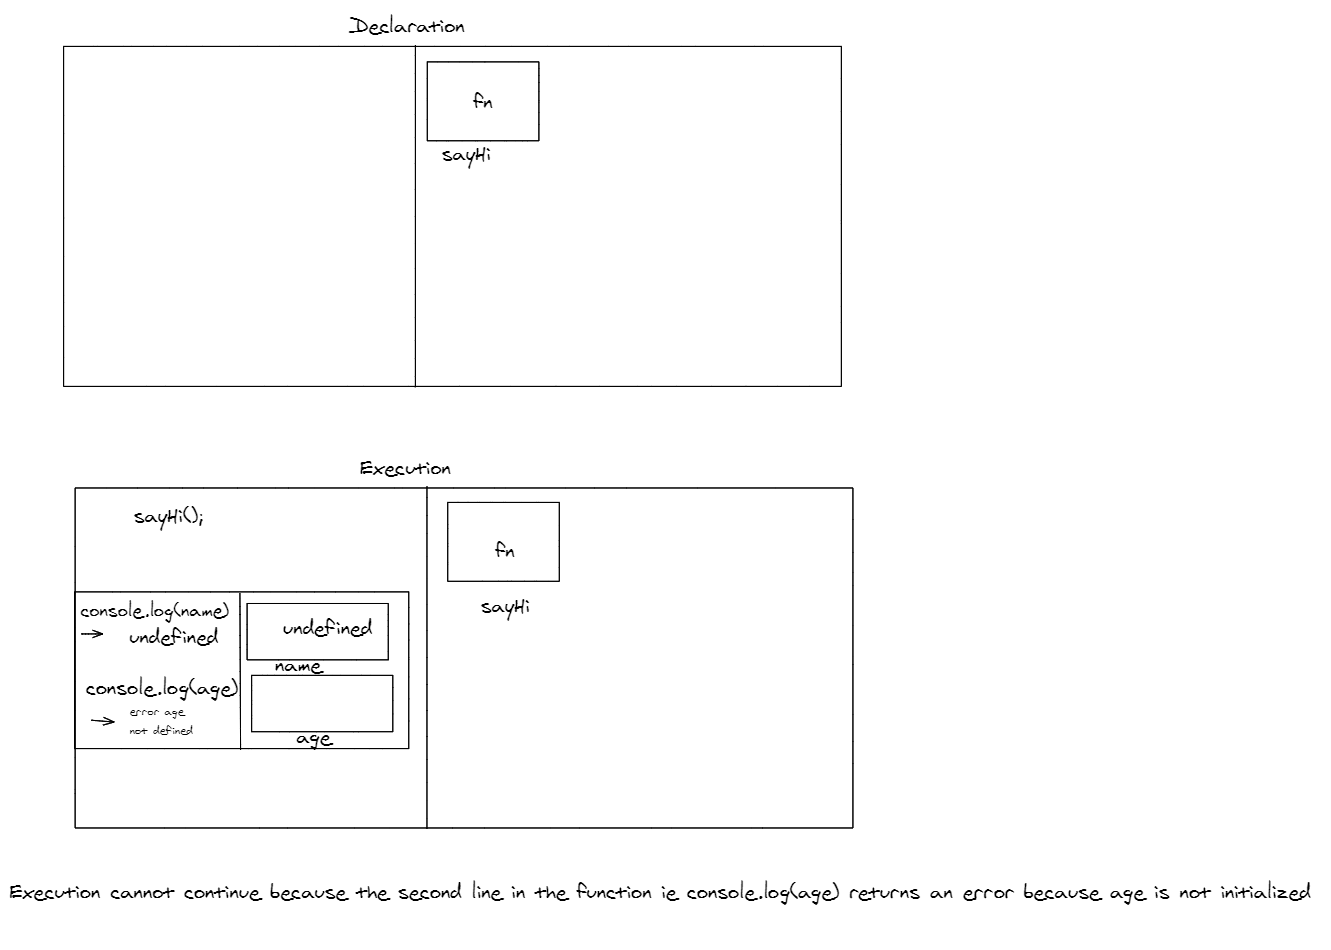 Declaration
fn
sayHi
Execution
sayHi();
fn
sayHi
console.log(name)
undefined
undefined
name
console.log(age)
error age
not defined
age
Execution cannot continue because the second line in the function ie console.log(age) returns an error because age is not initialized